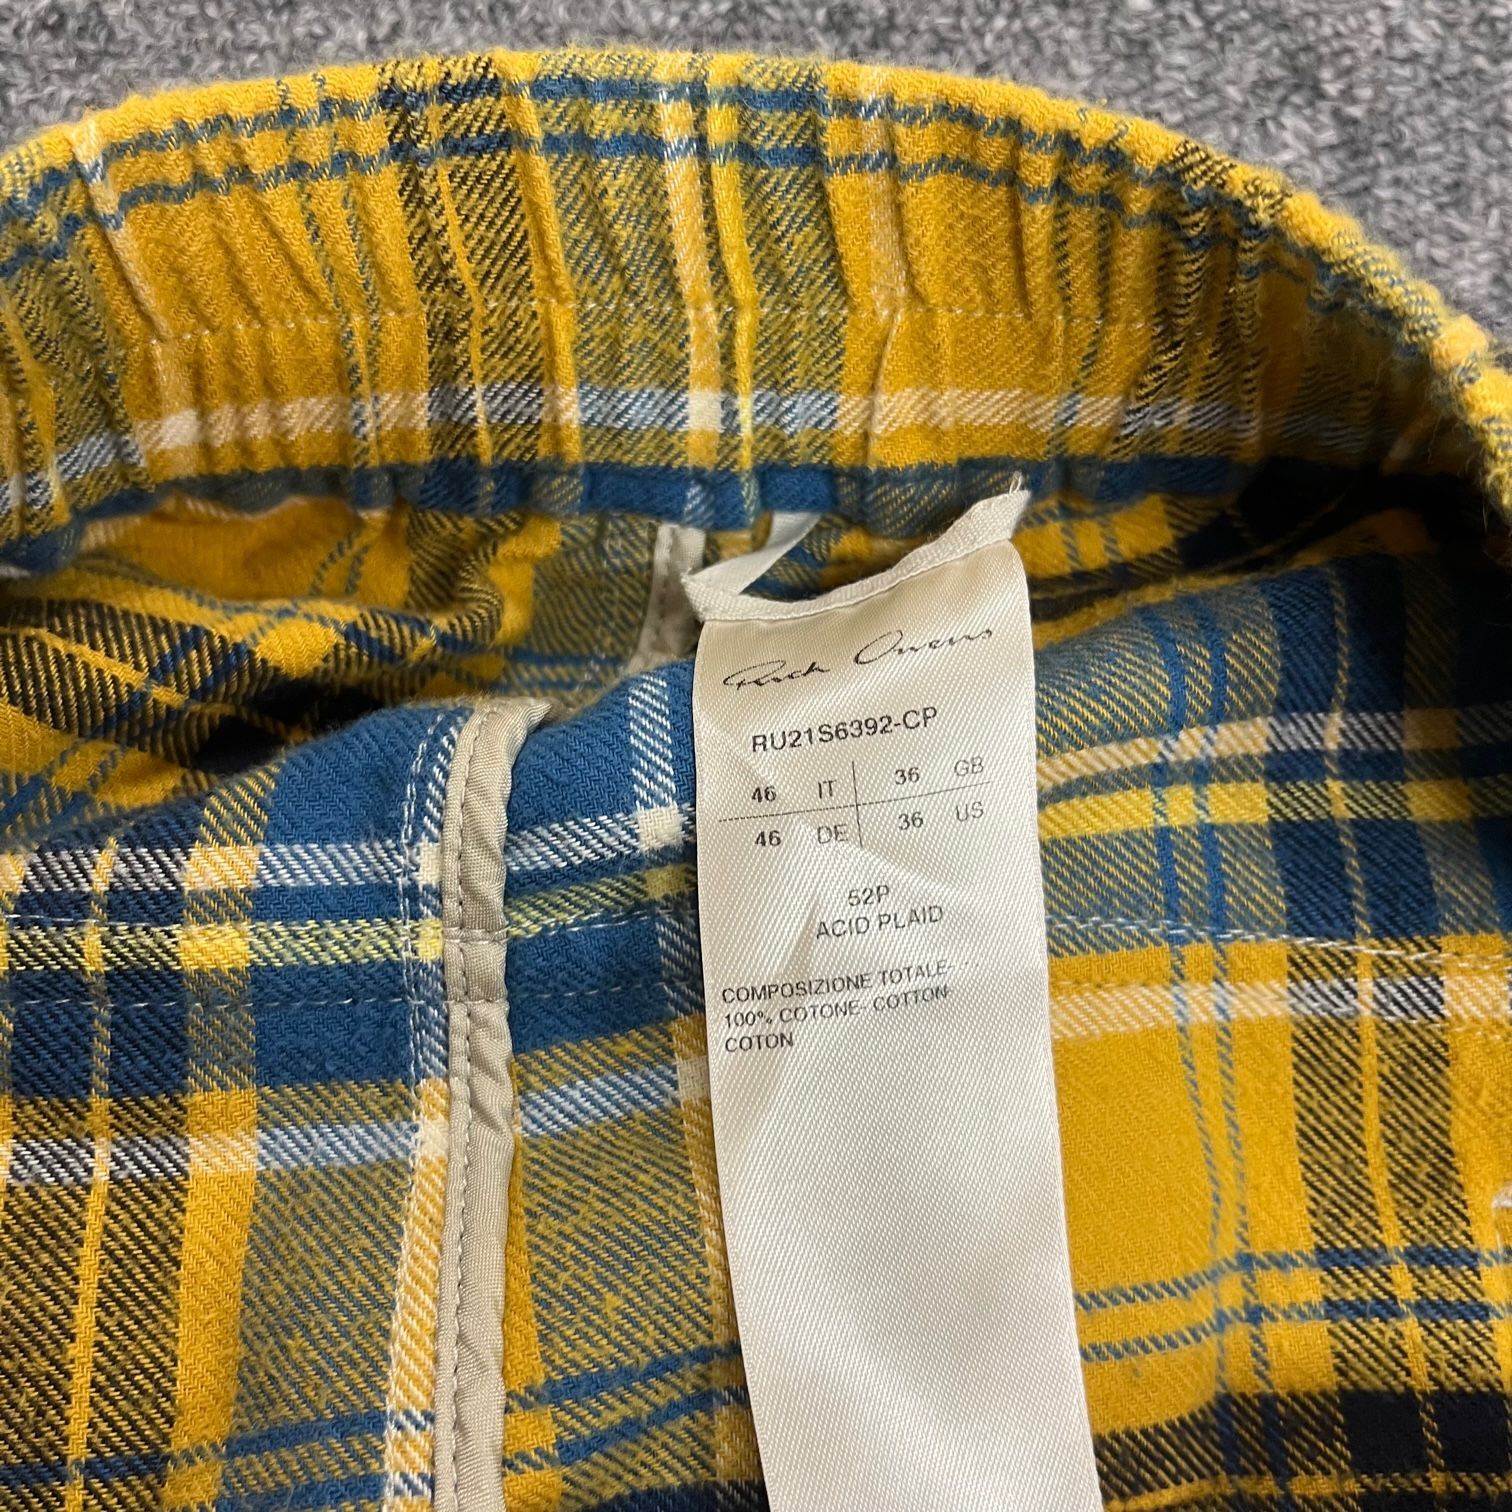 Rick Owens
RU21S6392-CP
46 IT 36 GB
46 DE 36 US
52P
ACID PLAID
COMPOSIZIONE TOTALE-
100% COTONE- COTTON-
COTON